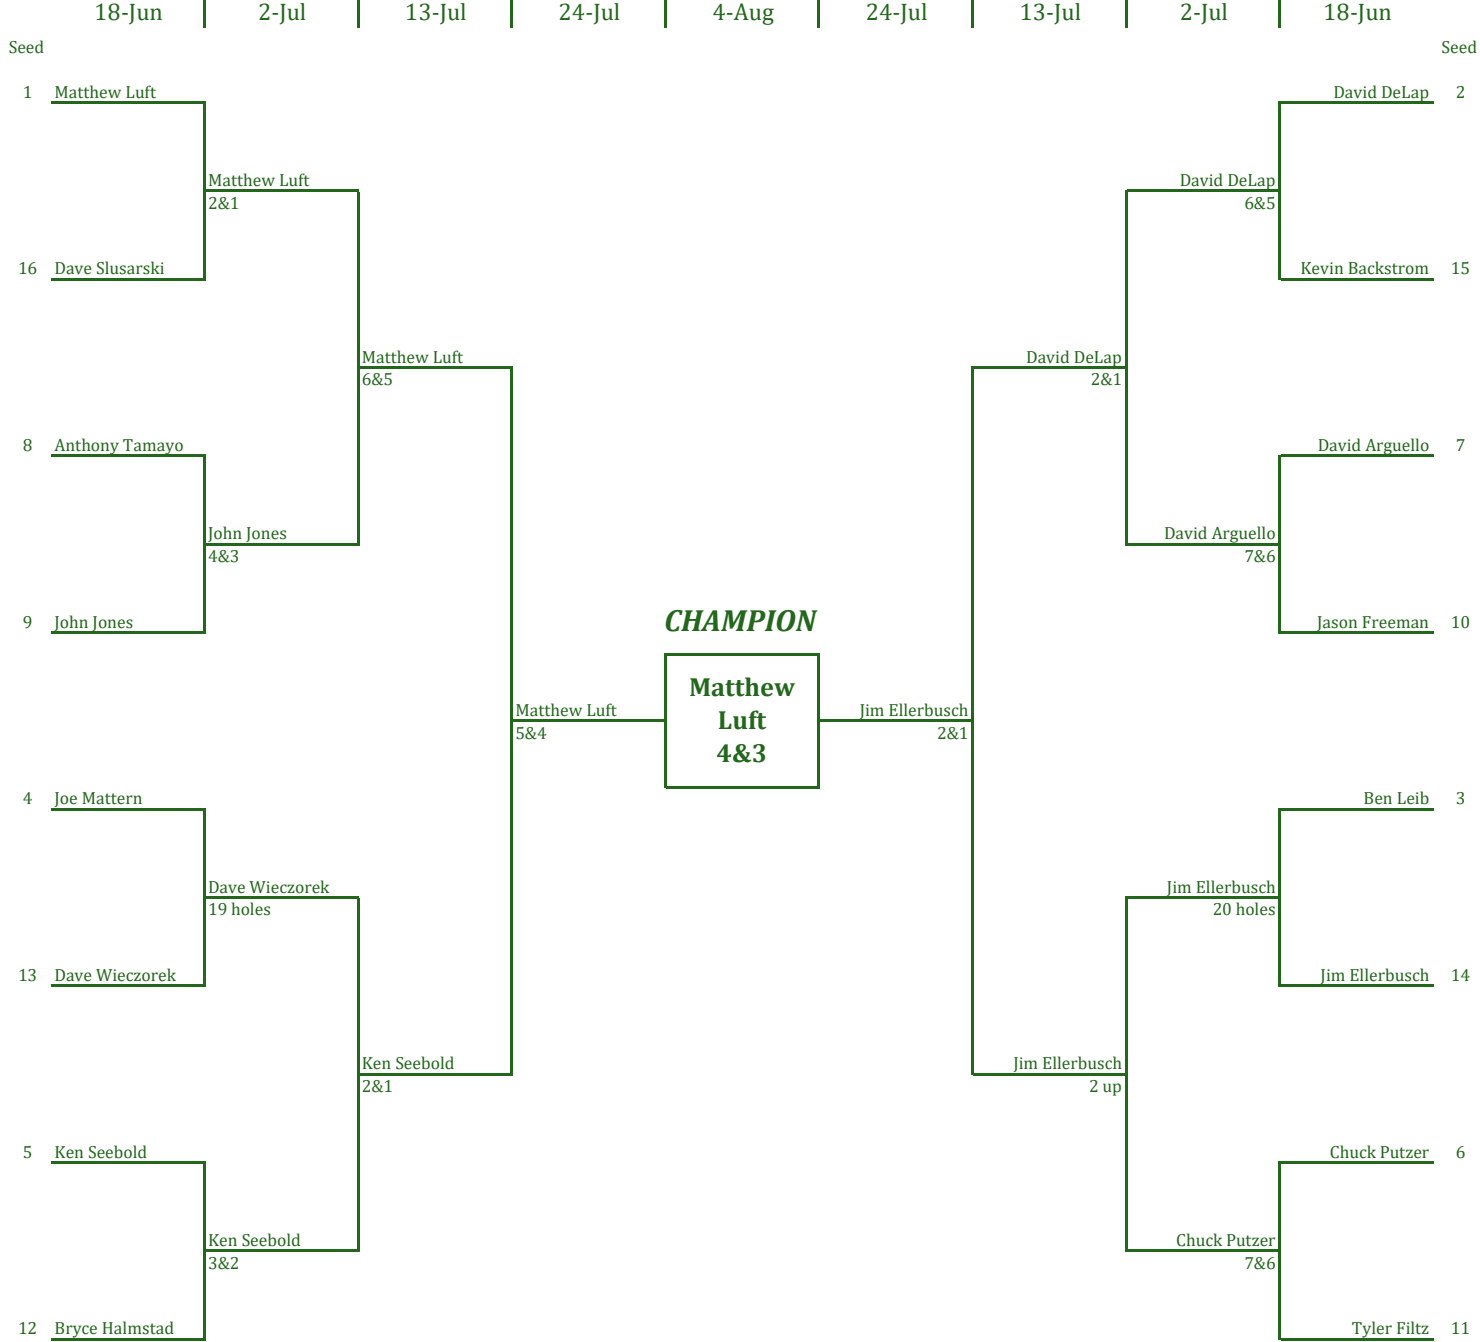 18-Jun 2-Jul 13-Jul 24-Jul 4-Aug 24-Jul 13-Jul 2-Jul 18-Jun
Seed Seed
1 Matthew Luft David DeLap 2
Matthew Luft David DeLap
2&1 6&5
16 Dave Slusarski Kevin Backstrom 15
Matthew Luft David DeLap
6&5 2&1
8 Anthony Tamayo David Arguello 7
John Jones David Arguello
4&3 7&6
CHAMPION
9 John Jones Jason Freeman 10
Matthew
Matthew Luft Luft Jim Ellerbusch
5&4 4&3 2&1
4 Joe Mattern Ben Leib 3
Dave Wieczorek Jim Ellerbusch
19 holes 20 holes
13 Dave Wieczorek Jim Ellerbusch 14
Ken Seebold Jim Ellerbusch
2&1 2 up
5 Ken Seebold Chuck Putzer 6
Ken Seebold Chuck Putzer
3&2 7&6
12 Bryce Halmstad Tyler Filtz 11